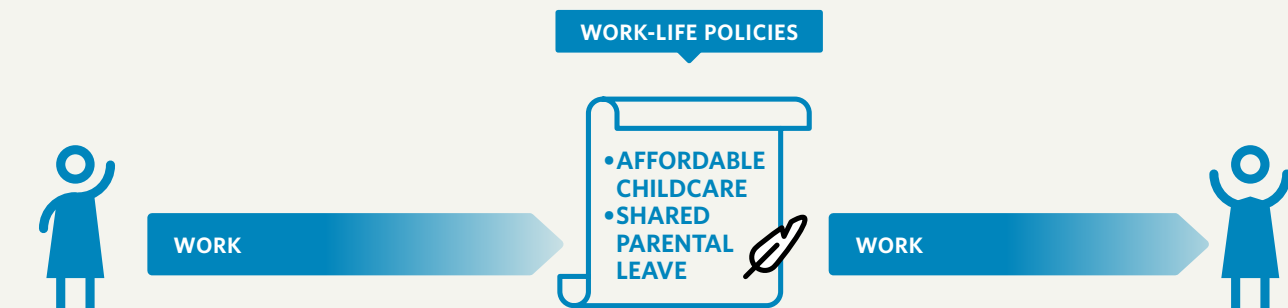 WORK-LIFE POLICIES
•AFFORDABLE
CHILDCARE
•SHARED
PARENTAL
LEAVE
WORK
WORK